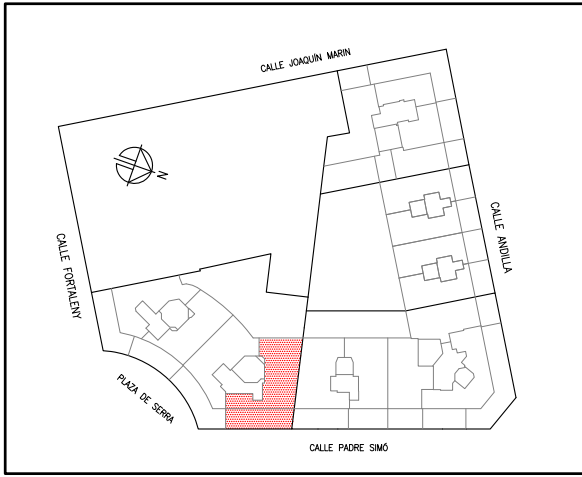 CALLE JOAQUÍN MARIN
N
CALLE ANDILLA
CALLE FORTALENY
PLAZA DE SERRA
CALLE PADRE SIMÓ